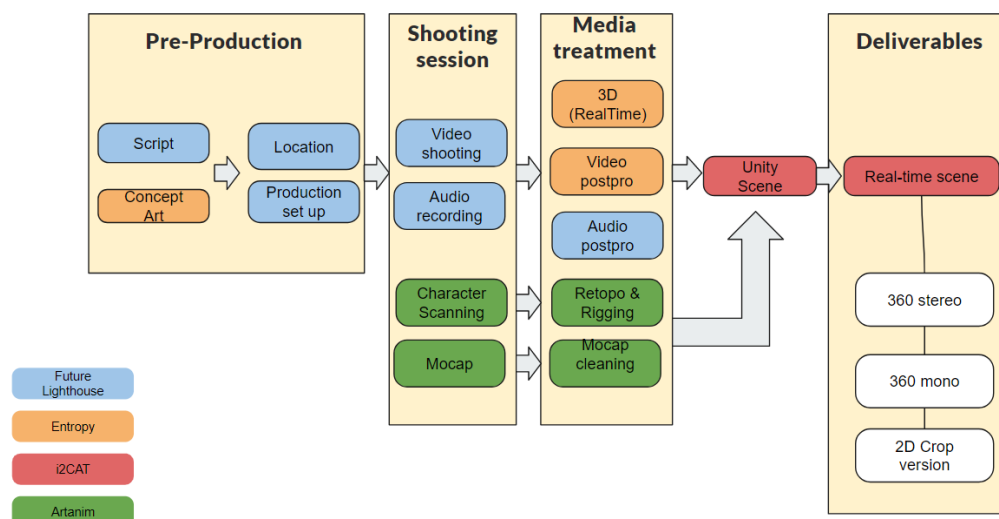 Pre-Production
Script
Concept
Art
Location
Production
set up
Shooting
session
Video
shooting
Audio
recording
Character
Scanning
Mocap
Media
treatment
3D
(RealTime)
Video
postpro
Audio
postpro
Retopo &
Rigging
Mocap
cleaning
Unity
Scene
Deliverables
Real-time scene
360 stereo
360 mono
2D Crop
version
Future
Lighthouse
Entropy
i2CAT
Artanim